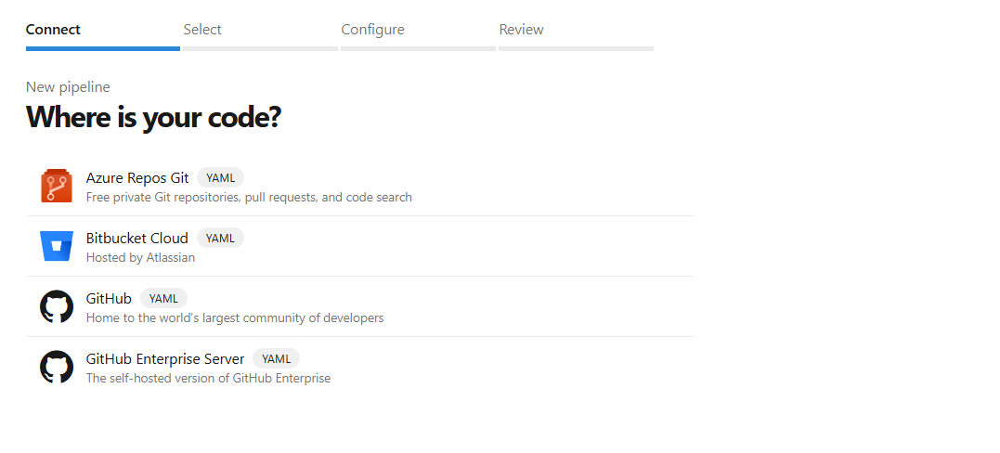 Connect Select Configure Review
New pipeline
Where is your code?
Azure Repos Git YAML
Free private Git repositories, pull requests, and code search
Bitbucket Cloud YAML
Hosted by Atlassian
GitHub YAML
Home to the world's largest community of developers
GitHub Enterprise Server YAML
The self-hosted version of GitHub Enterprise